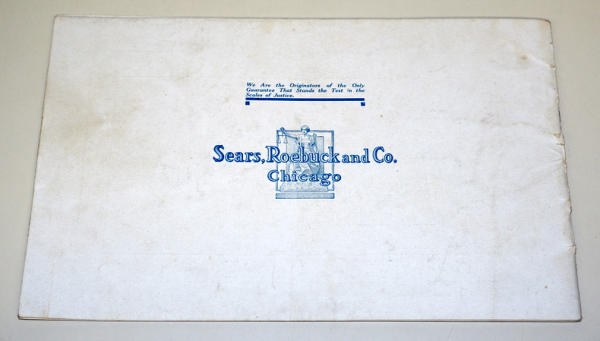 We Are the Originators of the Only
Guarantee That Stands the Test in the
Scales of Justice.
Sears, Roebuck and Co.
Chicago